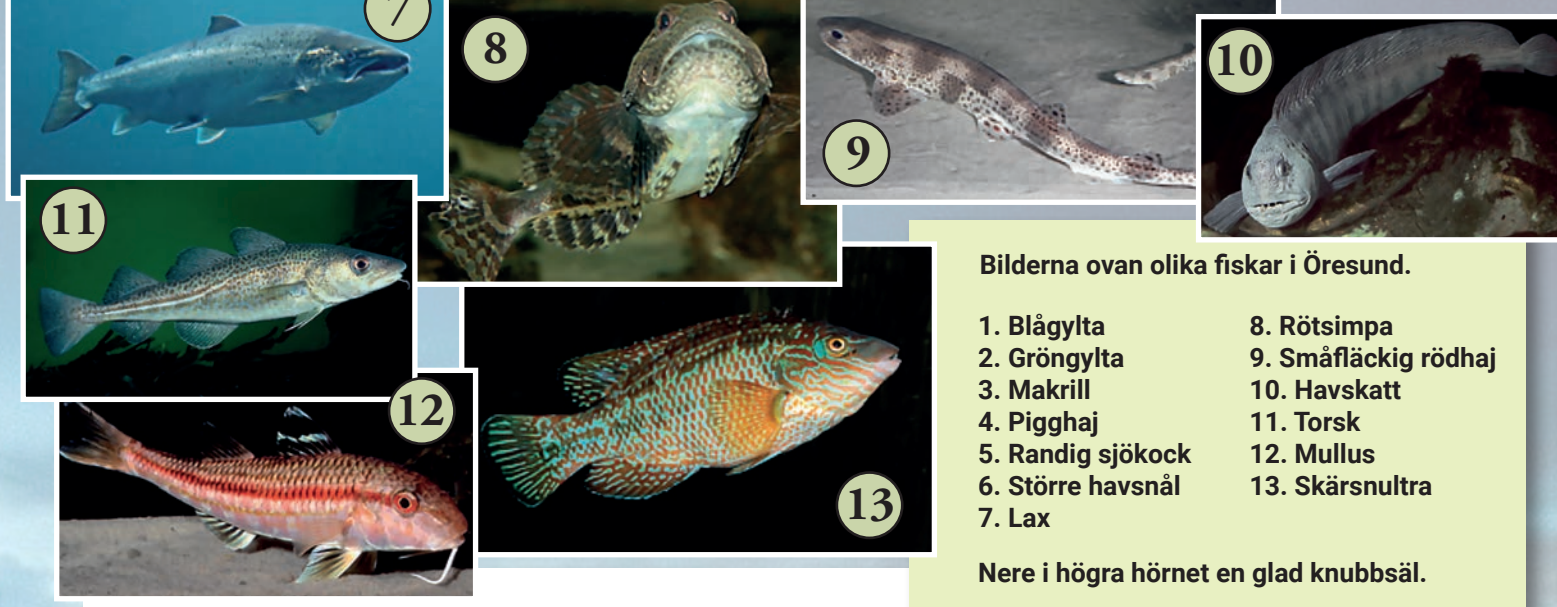 7
8
9
10
11
12
13
Bilderna ovan olika fiskar i Öresund.
1. Blågylta
2. Gröngylta
3. Makrill
4. Pigghaj
5. Randig sjökock
6. Större havsnål
7. Lax
8. Rötsimpa
9. Småfläckig rödhaj
10. Havskatt
11. Torsk
12. Mullus
13. Skärsnultra
Nere i högra hörnet en glad knubbsäl.